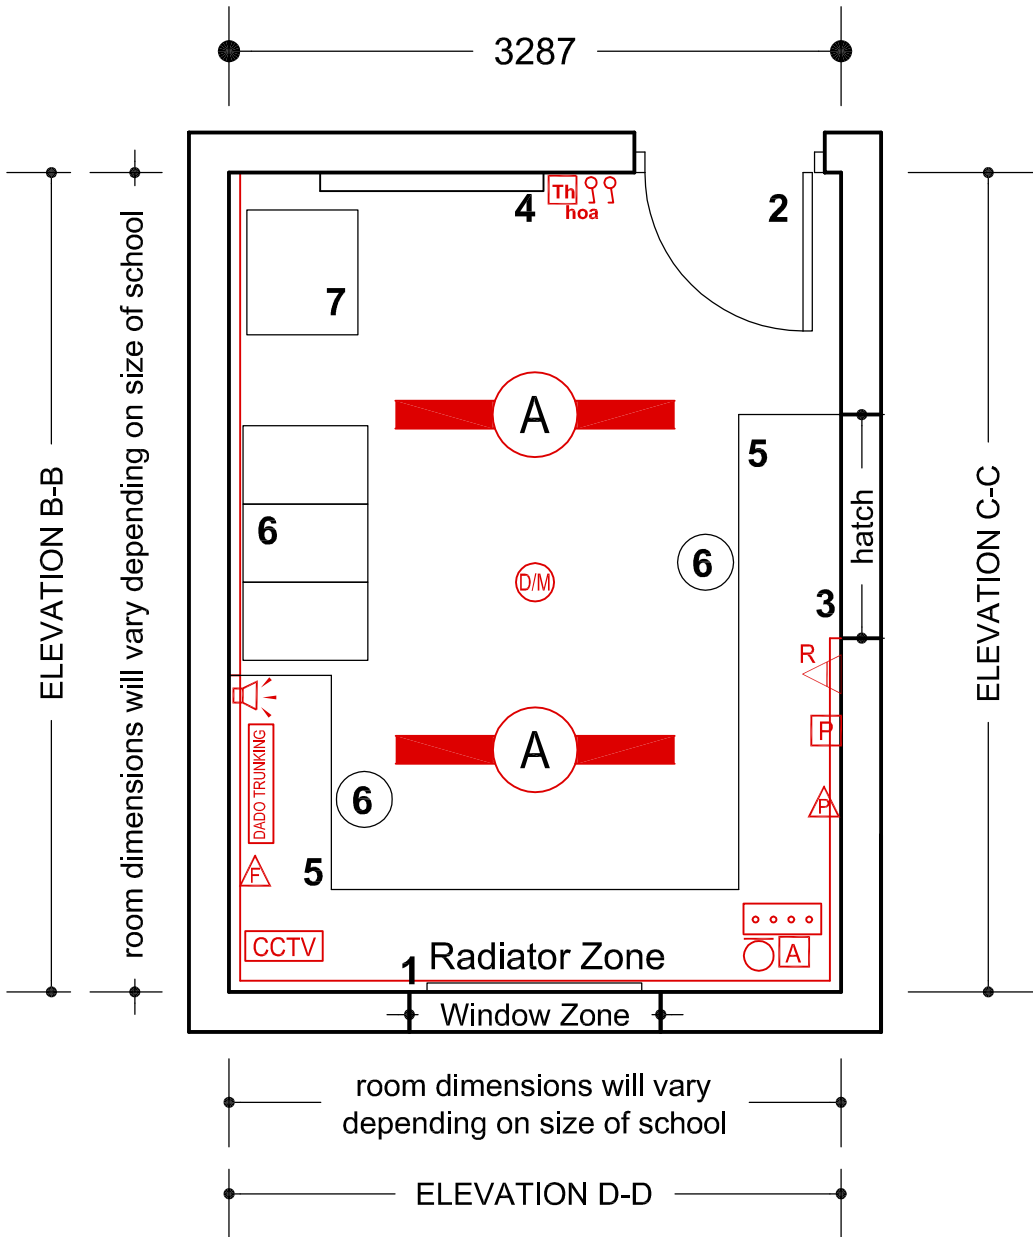 3287
4
Th
hoa
2
7
room dimensions will vary depending on size of school
ELEVATION B-B
A
5
hatch
ELEVATION C-C
6
6
D/M
3
R
P
A
DADO TRUNKING
6
P
5
F
CCTV
A
1
Radiator Zone
Window Zone
room dimensions will vary
depending on size of school
ELEVATION D-D